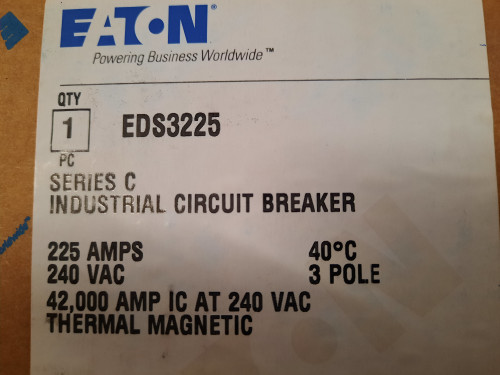 EATON
Powering Business Worldwide™
QTY
1 EDS3225
PC
SERIES C
INDUSTRIAL CIRCUIT BREAKER
225 AMPS 40°C
240 VAC 3 POLE
42,000 AMP IC AT 240 VAC
THERMAL MAGNETIC